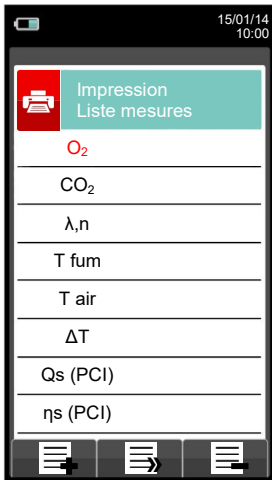 15/01/14
10:00
Impression
Liste mesures
O₂
CO₂
λ,n
T fum
T air
ΔT
Qs (PCI)
ηs (PCI)